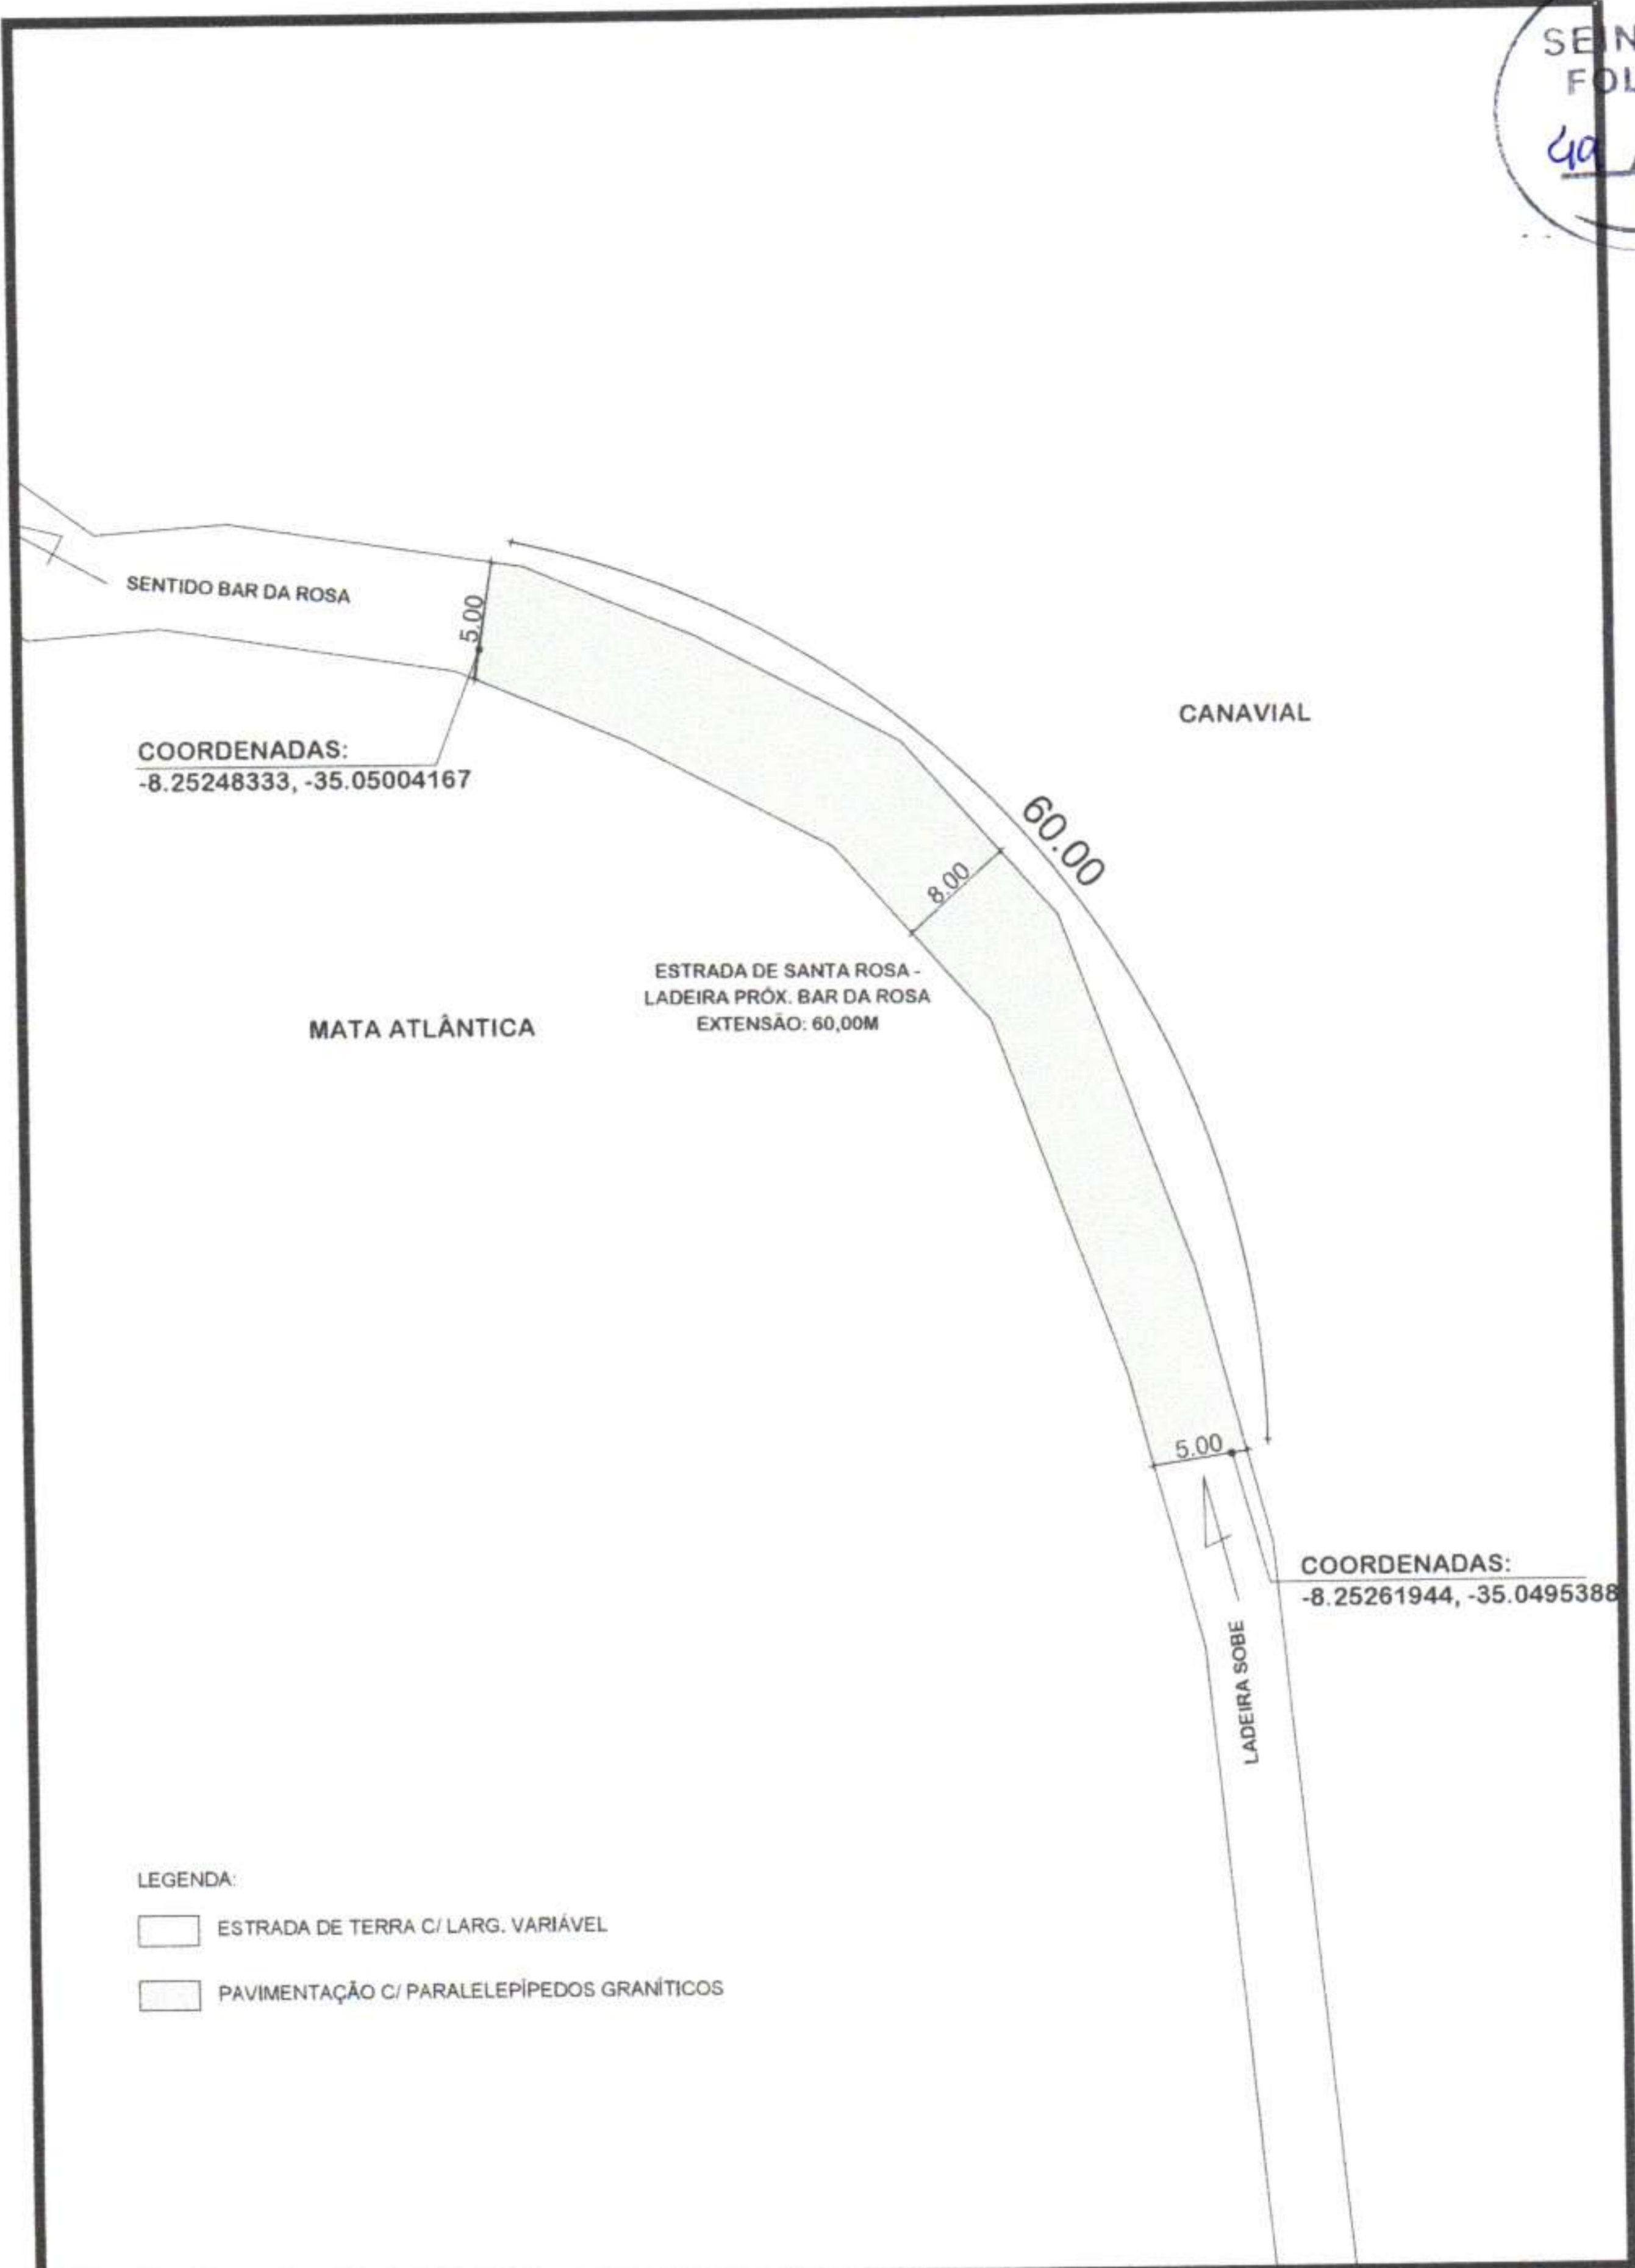 SEIN
FOL
SENTIDO BAR DA ROSA
5.00
COORDENADAS:
-8.25248333, -35.05004167
CANAVIAL
60.00
8.00
ESTRADA DE SANTA ROSA -
LADEIRA PRÓX. BAR DA ROSA
EXTENSÃO: 60,00M
MATA ATLÂNTICA
5.00
COORDENADAS:
-8.25261944, -35.0495388
LADEIRA SOBE
LEGENDA:
ESTRADA DE TERRA C/ LARG. VARIÁVEL
PAVIMENTAÇÃO C/ PARALELEPÍPEDOS GRANÍTICOS